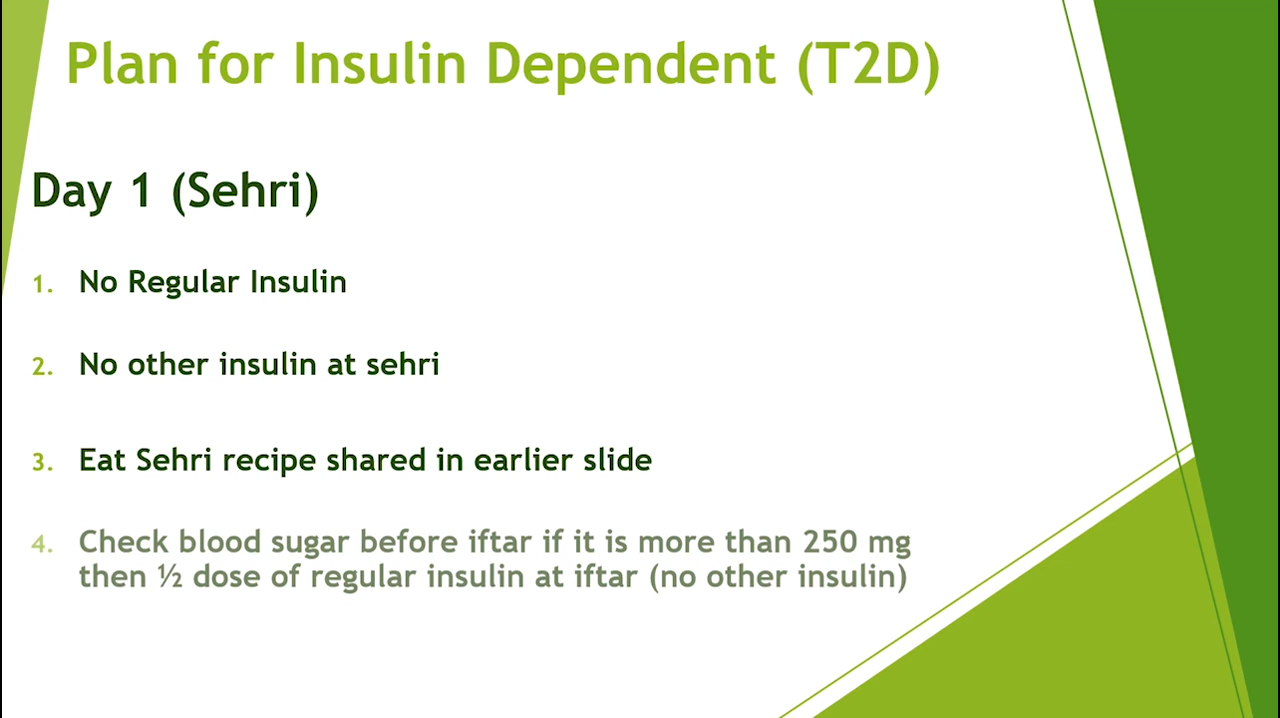 Plan for Insulin Dependent (T2D)
Day 1 (Sehri)
1. No Regular Insulin
2. No other insulin at sehri
3. Eat Sehri recipe shared in earlier slide
4. Check blood sugar before iftar if it is more than 250 mg
then ½ dose of regular insulin at iftar (no other insulin)